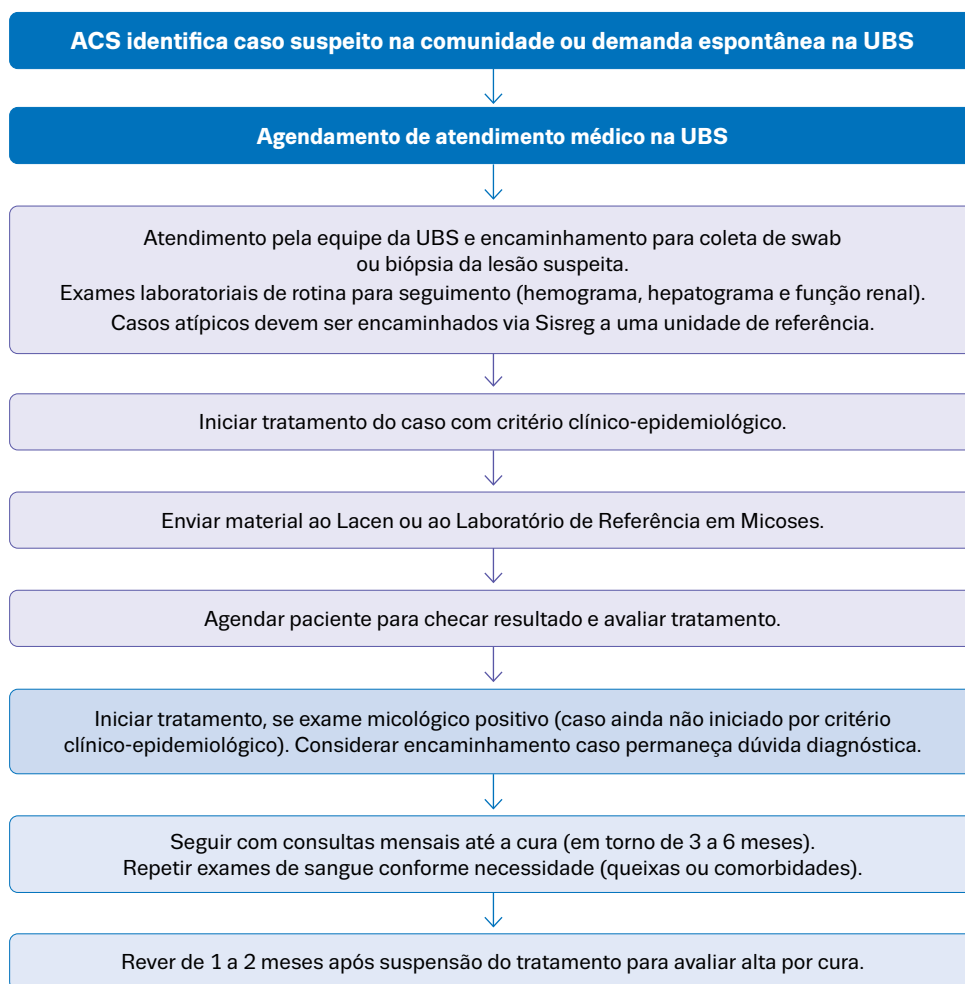 ACS identifica caso suspeito na comunidade ou demanda espontânea na UBS
Agendamento de atendimento médico na UBS
Atendimento pela equipe da UBS e encaminhamento para coleta de swab
ou biópsia da lesão suspeita.
Exames laboratoriais de rotina para seguimento (hemograma, hepatograma e função renal).
Casos atípicos devem ser encaminhados via Sisreg a uma unidade de referência.
Iniciar tratamento do caso com critério clínico-epidemiológico.
Enviar material ao Lacen ou ao Laboratório de Referência em Micoses.
Agendar paciente para checar resultado e avaliar tratamento.
Iniciar tratamento, se exame micológico positivo (caso ainda não iniciado por critério
clínico-epidemiológico). Considerar encaminhamento caso permaneça dúvida diagnóstica.
Seguir com consultas mensais até a cura (em torno de 3 a 6 meses).
Repetir exames de sangue conforme necessidade (queixas ou comorbidades).
Rever de 1 a 2 meses após suspensão do tratamento para avaliar alta por cura.